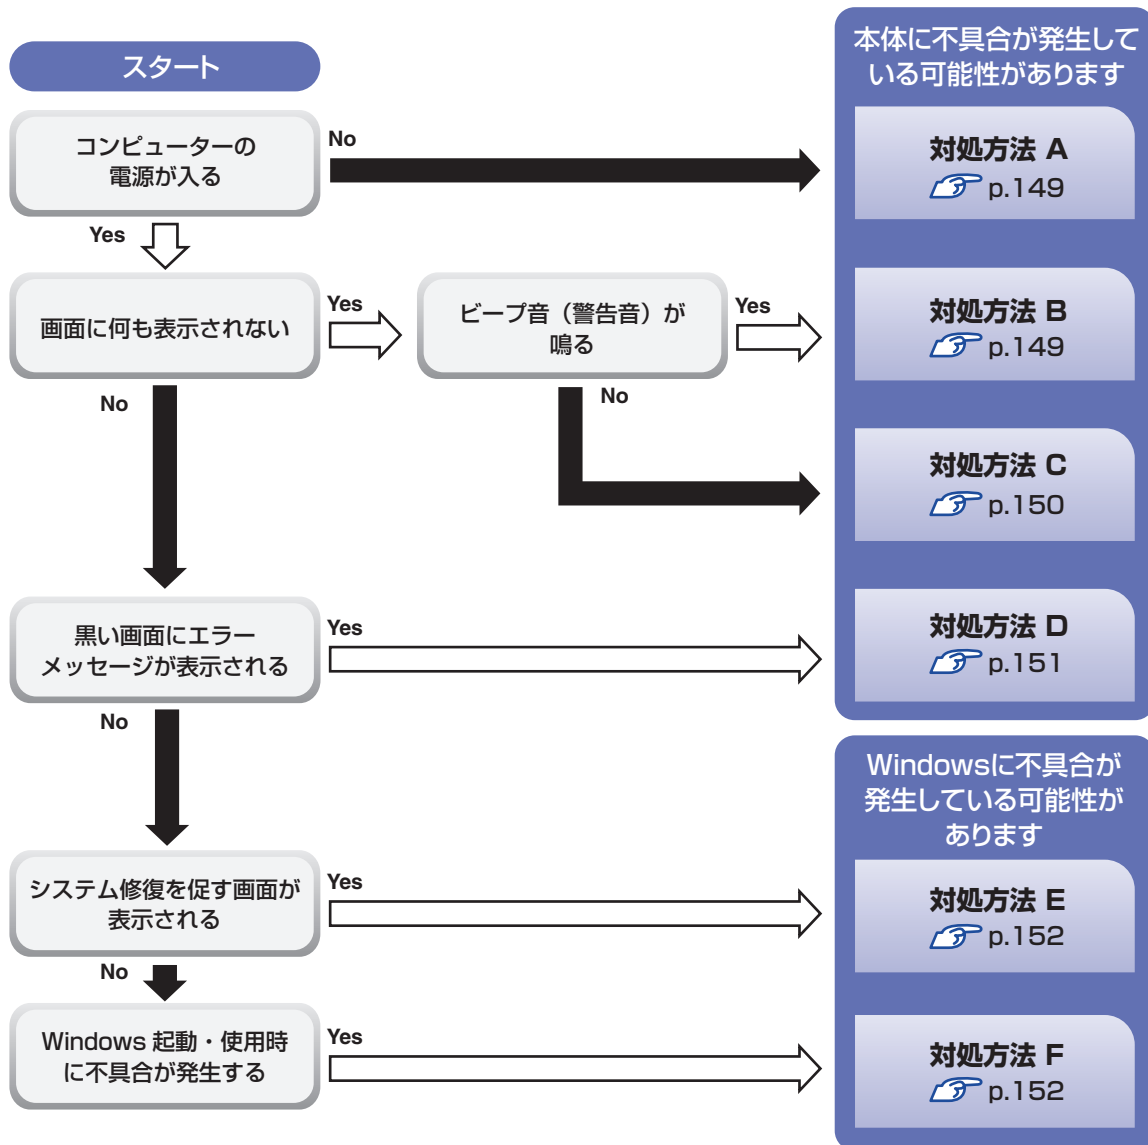 スタート
コンピューターの
電源が入る
No
Yes
画面に何も表示されない
Yes
ビープ音（警告音）が
鳴る
Yes
No
No
黒い画面にエラー
メッセージが表示される
Yes
No
システム修復を促す画面が
表示される
Yes
No
Windows 起動・使用時
に不具合が発生する
Yes
本体に不具合が発生して
いる可能性があります
対処方法 A
p.149
対処方法 B
p.149
対処方法 C
p.150
対処方法 D
p.151
Windowsに不具合が
発生している可能性が
あります
対処方法 E
p.152
対処方法 F
p.152